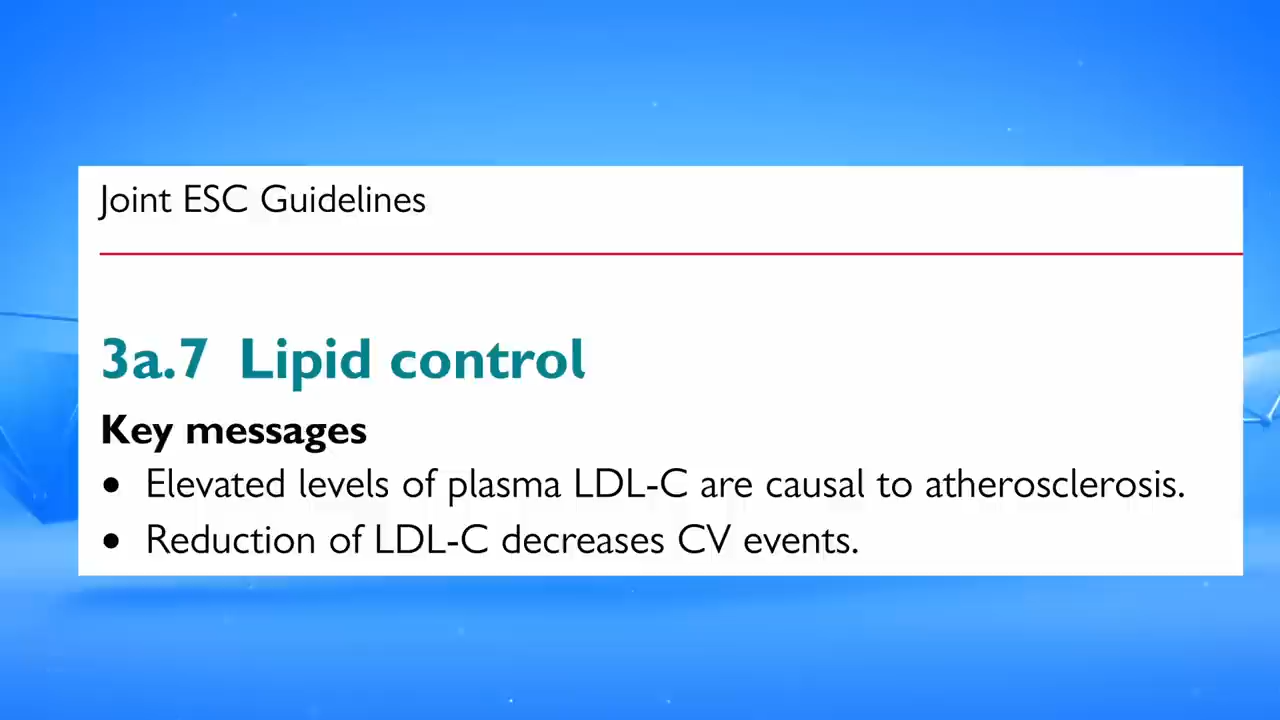 Joint ESC Guidelines
3a.7 Lipid control
Key messages
• Elevated levels of plasma LDL-C are causal to atherosclerosis.
• Reduction of LDL-C decreases CV events.